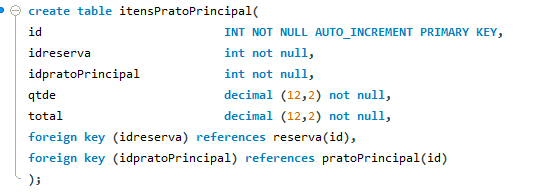 create table itensPratoPrincipal(
id INT NOT NULL AUTO_INCREMENT PRIMARY KEY,
idreserva int not null,
idpratoPrincipal int not null,
qtde decimal (12,2) not null,
total decimal (12,2) not null,
foreign key (idreserva) references reserva(id),
foreign key (idpratoPrincipal) references pratoPrincipal(id)
);